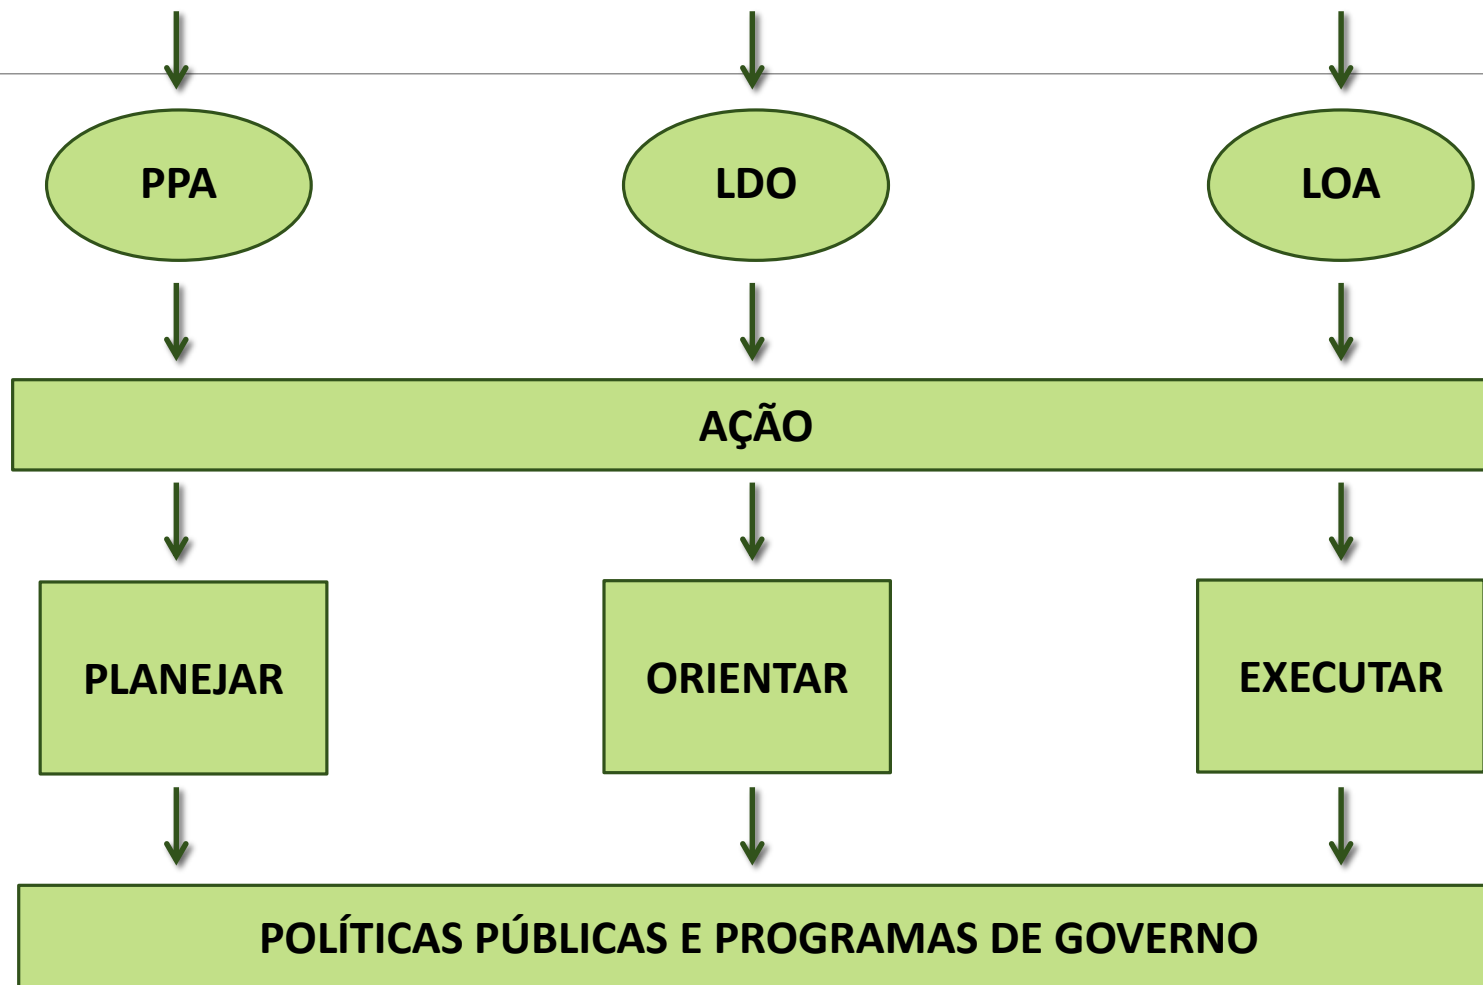 PPA
LDO
LOA
AÇÃO
PLANEJAR
ORIENTAR
EXECUTAR
POLÍTICAS PÚBLICAS E PROGRAMAS DE GOVERNO